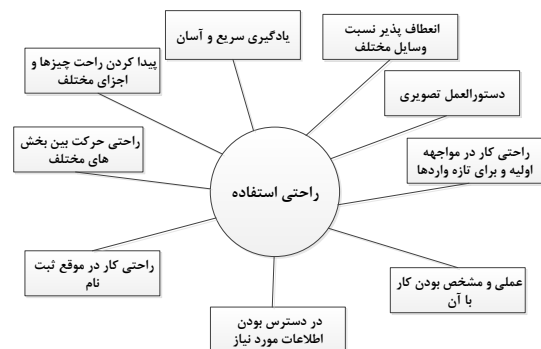 انعطاف پذیر نسبت
وسایل مختلف
یادگیری سریع و آسان
پیدا کردن راحت چیزها و
اجزای مختلف
دستورالعمل تصویری
راحتی حرکت بین بخش
های مختلف
راحتی کار در مواجهه
اولیه و برای تازه واردها
راحتی استفاده
راحتی کار در موقع ثبت
نام
عملی و مشخص بودن کار
با آن
در دسترس بودن
اطلاعات مورد نیاز